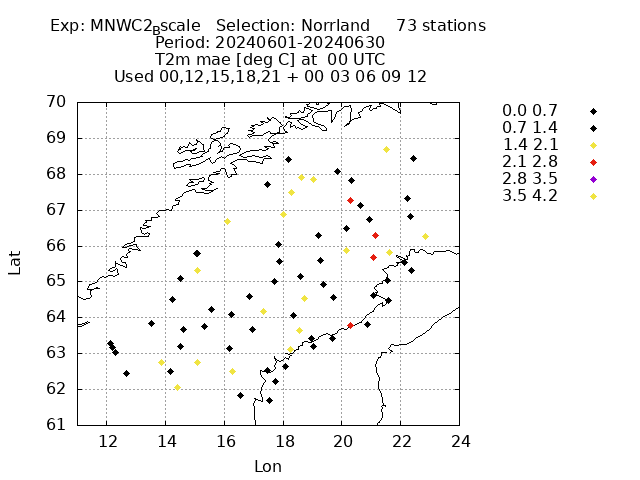 Exp: MNWC2_Bscale   Selection: Norrland     73 stations
Period: 20240601-20240630
T2m mae [deg C] at  00 UTC
Used 00,12,15,18,21 + 00 03 06 09 12
70
69
68
67
66
65
64
63
62
61
Lat
12 14 16 18 20 22 24
Lon
0.0 0.7
0.7 1.4
1.4 2.1
2.1 2.8
2.8 3.5
3.5 4.2